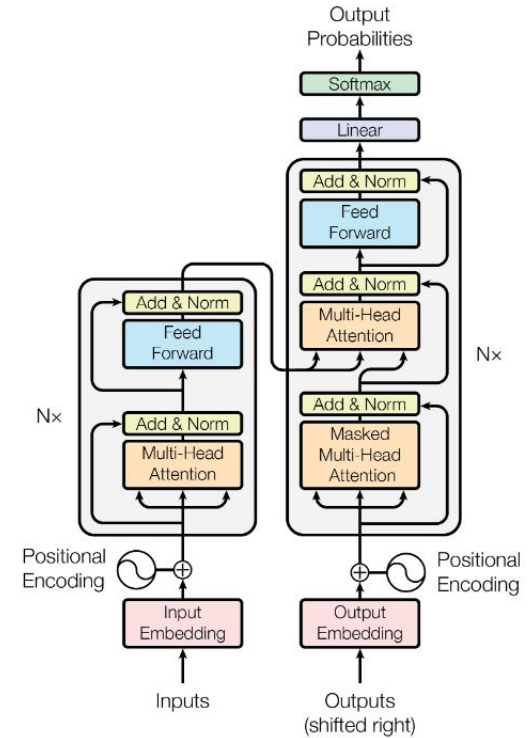 Output
Probabilities
Softmax
Linear
Add & Norm
Feed
Forward
Add & Norm
Multi-Head
Attention
Add & Norm
Masked
Multi-Head
Attention
Nx
Add & Norm
Feed
Forward
Add & Norm
Multi-Head
Attention
N×
Positional
Encoding
Positional
Encoding
Input
Embedding
Output
Embedding
Inputs
Outputs
(shifted right)